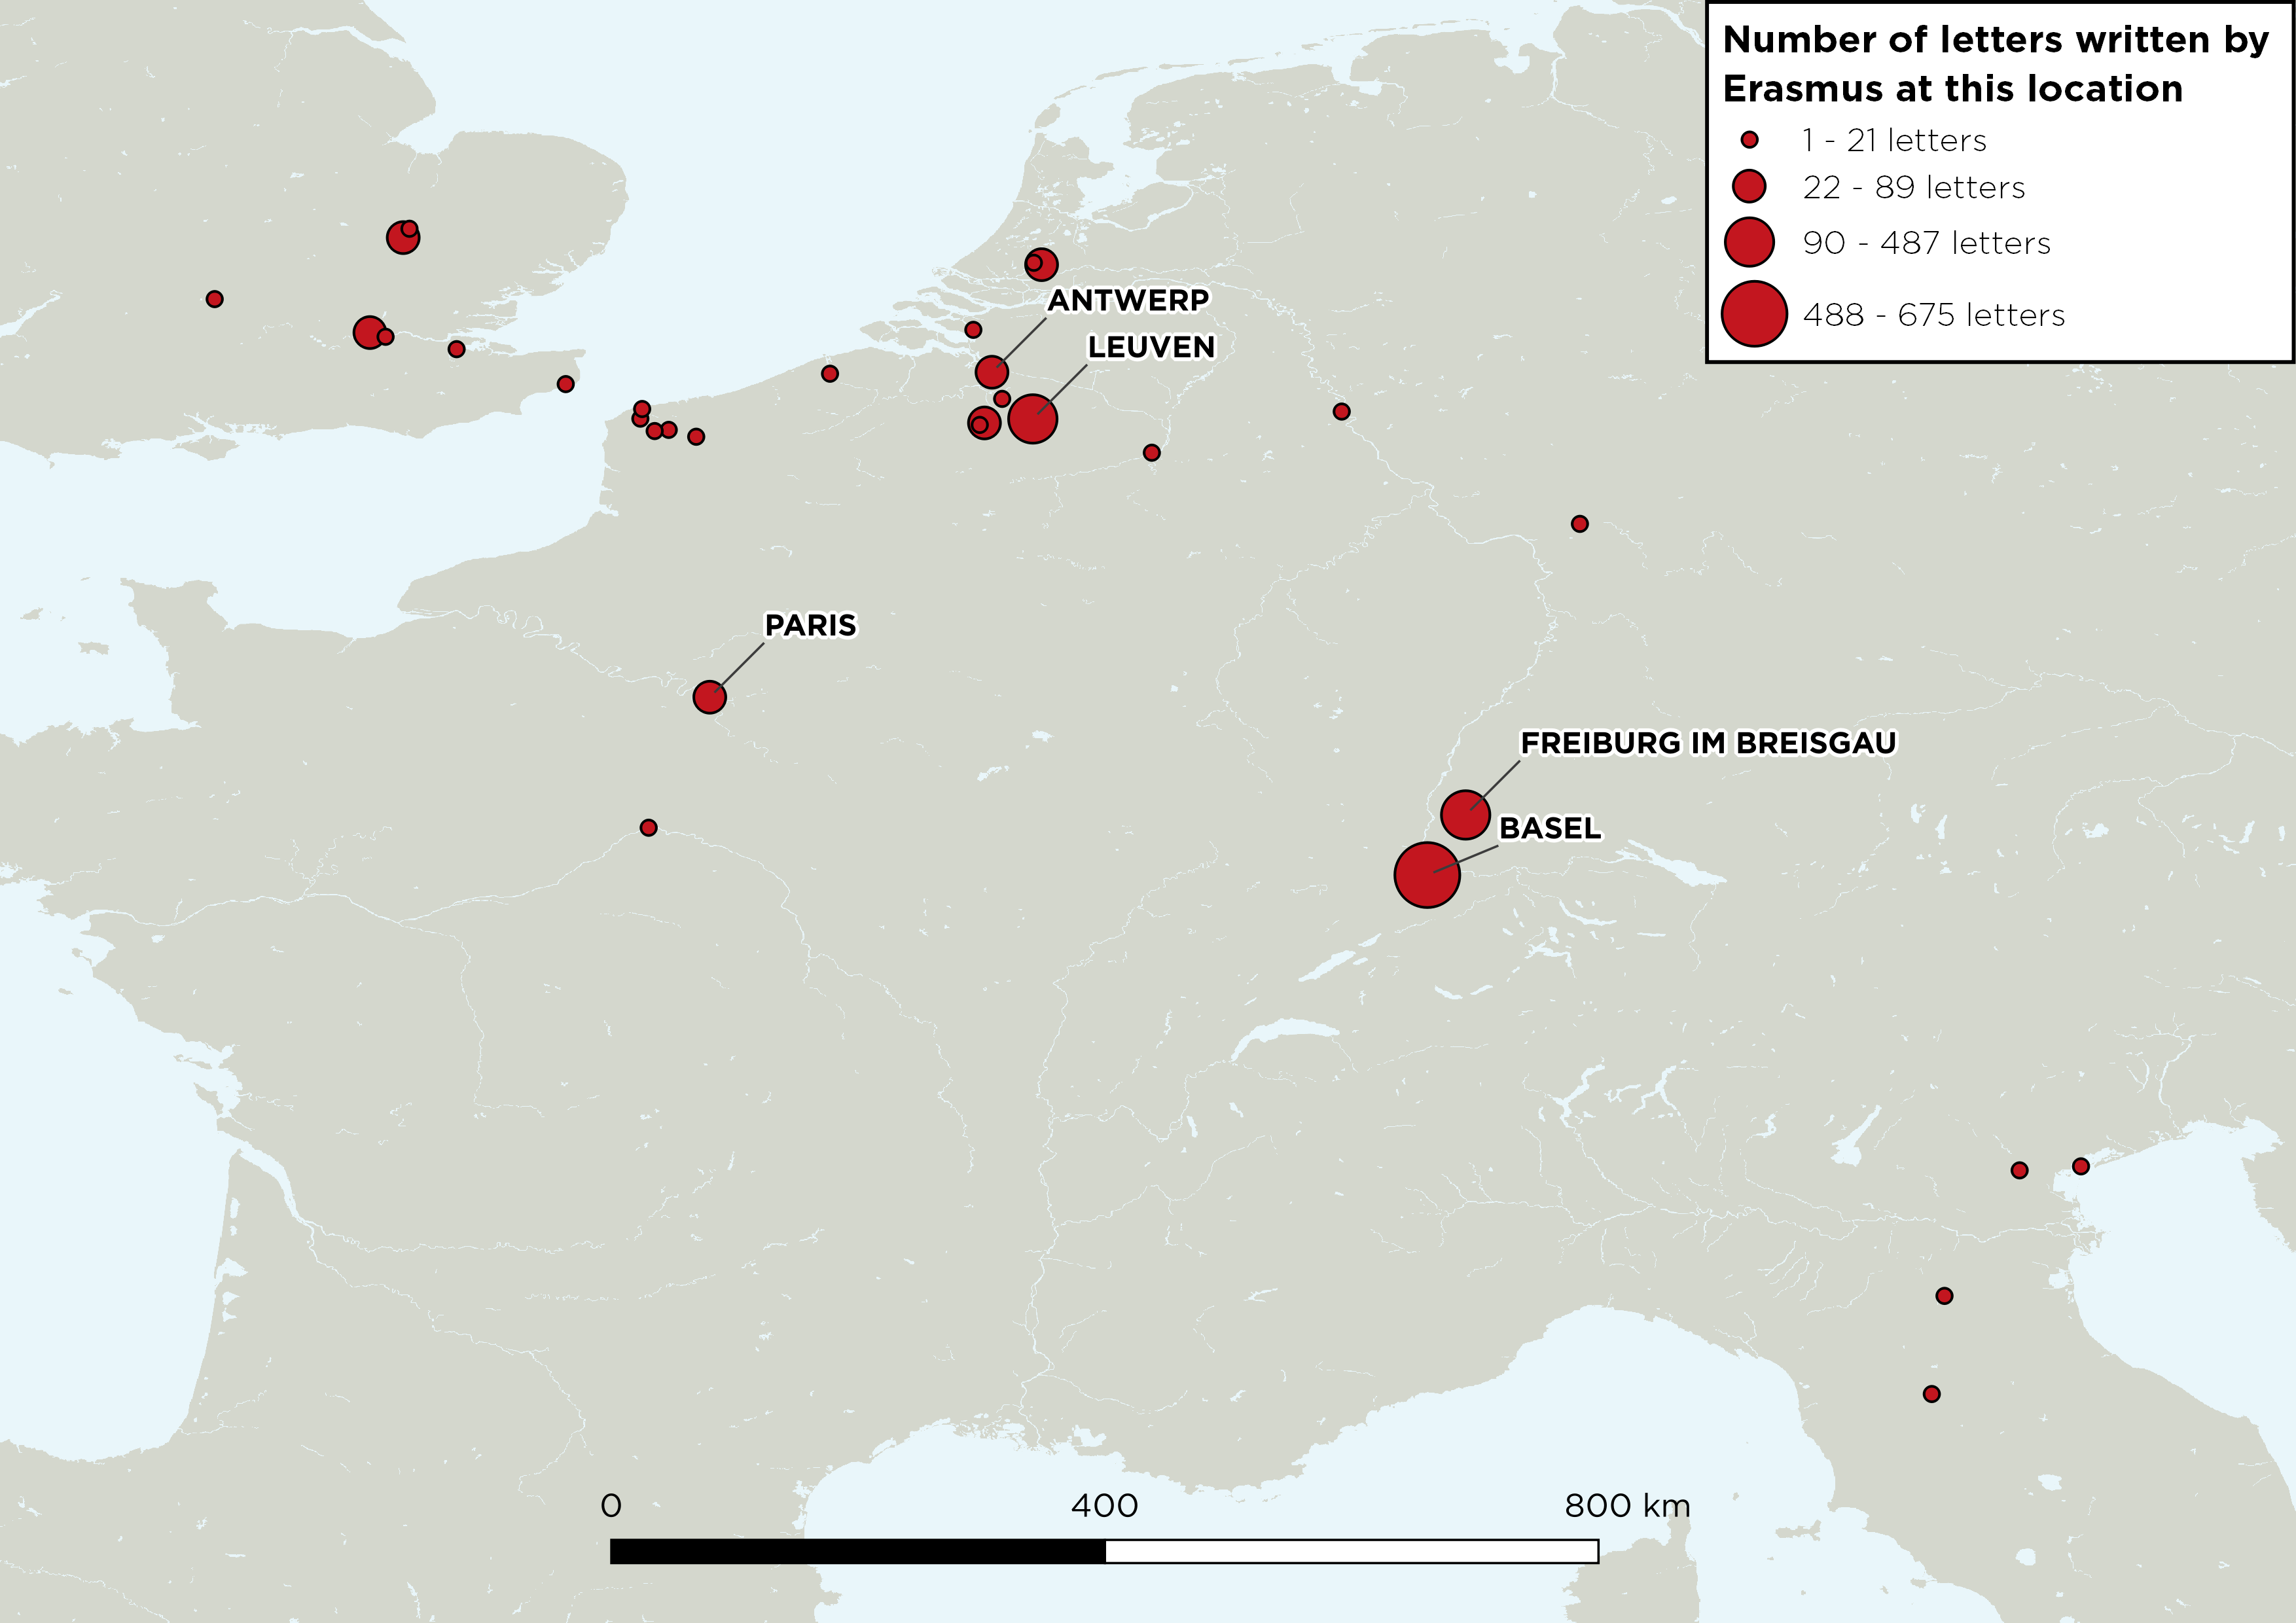 Number of letters written by
Erasmus at this location
1 - 21 letters
22 - 89 letters
90 - 487 letters
488 - 675 letters
ANTWERP
LEUVEN
PARIS
FREIBURG IM BREISGAU
BASEL
0 400 800 km